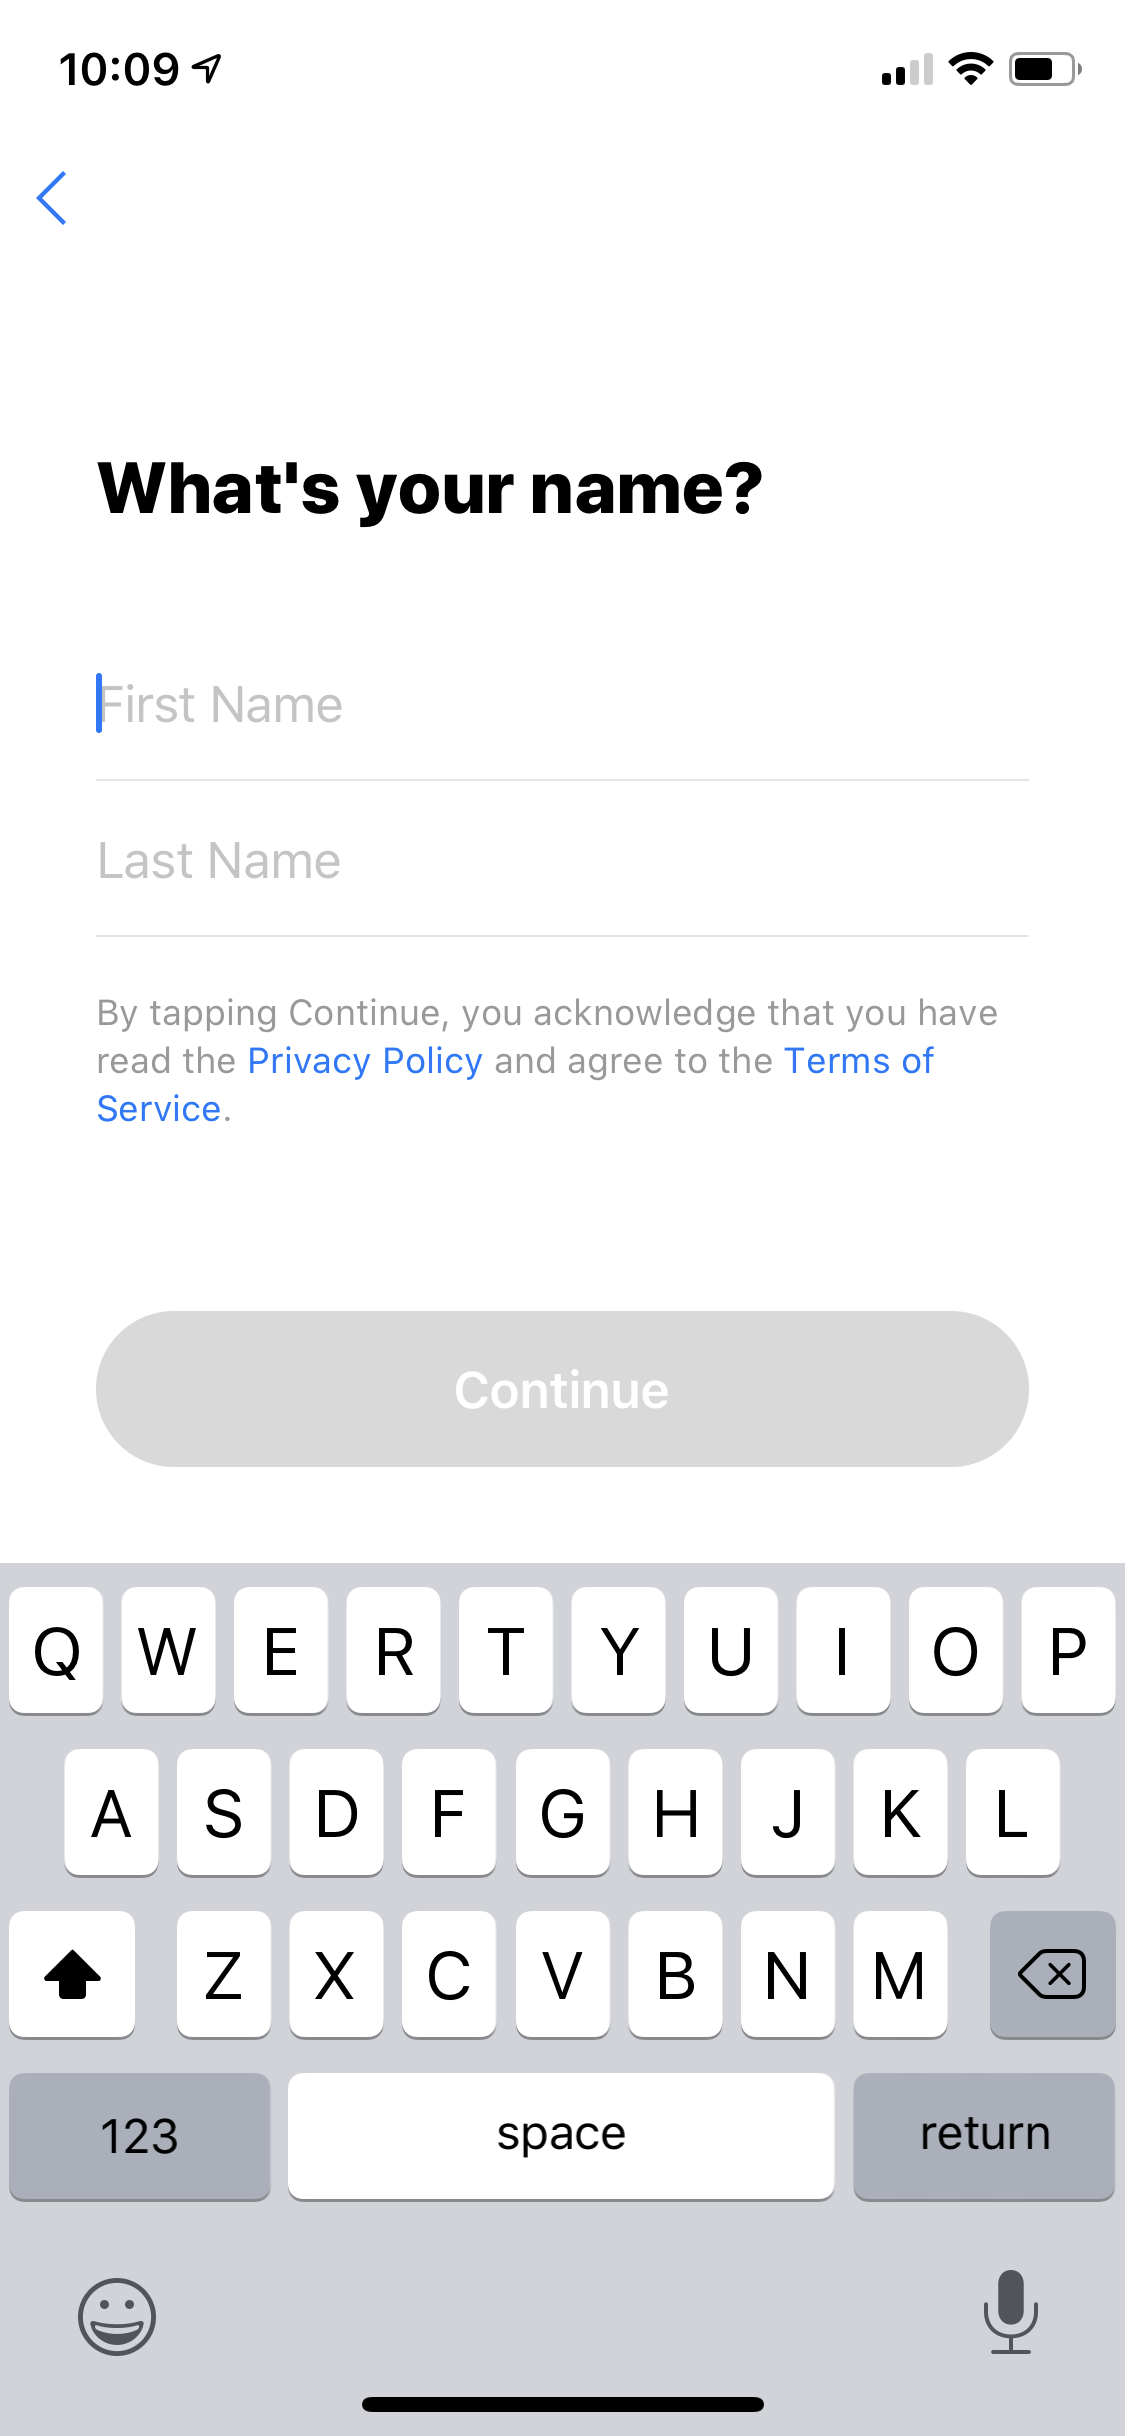 10:09
What's your name?
First Name
Last Name
By tapping Continue, you acknowledge that you have
read the Privacy Policy and agree to the Terms of
Service.
Continue
Q W E R T Y U I O P
A S D F G H J K L
Z X C V B N M
123 space return